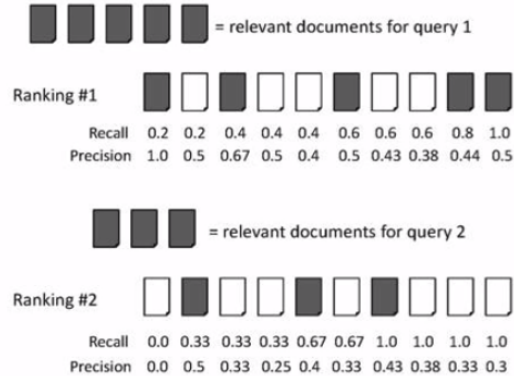 = relevant documents for query 1
Ranking #1
Recall 0.2 0.2 0.4 0.4 0.4 0.6 0.6 0.6 0.8 1.0
Precision 1.0 0.5 0.67 0.5 0.4 0.5 0.43 0.38 0.44 0.5
= relevant documents for query 2
Ranking #2
Recall 0.0 0.33 0.33 0.33 0.67 0.67 1.0 1.0 1.0 1.0
Precision 0.0 0.5 0.33 0.25 0.4 0.33 0.43 0.38 0.33 0.3